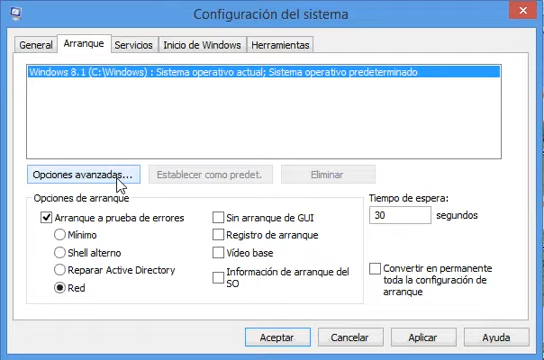 Configuración del sistema
General
Arranque
Servicios
Inicio de Windows
Herramientas
Windows 8.1 (C:\Windows) : Sistema operativo actual; Sistema operativo predeterminado
Opciones avanzadas...
Establecer como predet.
Eliminar
Opciones de arranque
Arranque a prueba de errores
Mínimo
Shell alterno
Reparar Active Directory
Red
Sin arranque de GUI
Registro de arranque
Vídeo base
Información de arranque del
SO
Tiempo de espera:
30 segundos
Convertir en permanente
toda la configuración de
arranque
Aceptar
Cancelar
Aplicar
Ayuda